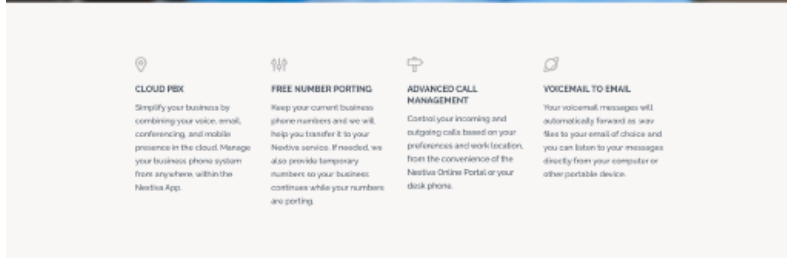 CLOUD PBX
Simplify your business by
combining your voice, email,
conferencing, and mobile
presence in the cloud. Manage
your business phone system
from anywhere, within the
Nextiva App.
FREE NUMBER PORTING
Keep your current business
phone numbers and we will
help you transfer it to your
Nextiva service. If needed, we
also provide temporary
numbers so your business
continues while your numbers
are porting.
ADVANCED CALL
MANAGEMENT
Control your incoming and
outgoing calls based on your
preferences and work location,
from the convenience of the
Nextiva Online Portal or your
desk phone.
VOICEMAIL TO EMAIL
Your voicemail messages will
automatically forward as .wav
files to your email of choice and
you can listen to your messages
directly from your computer or
other portable device.